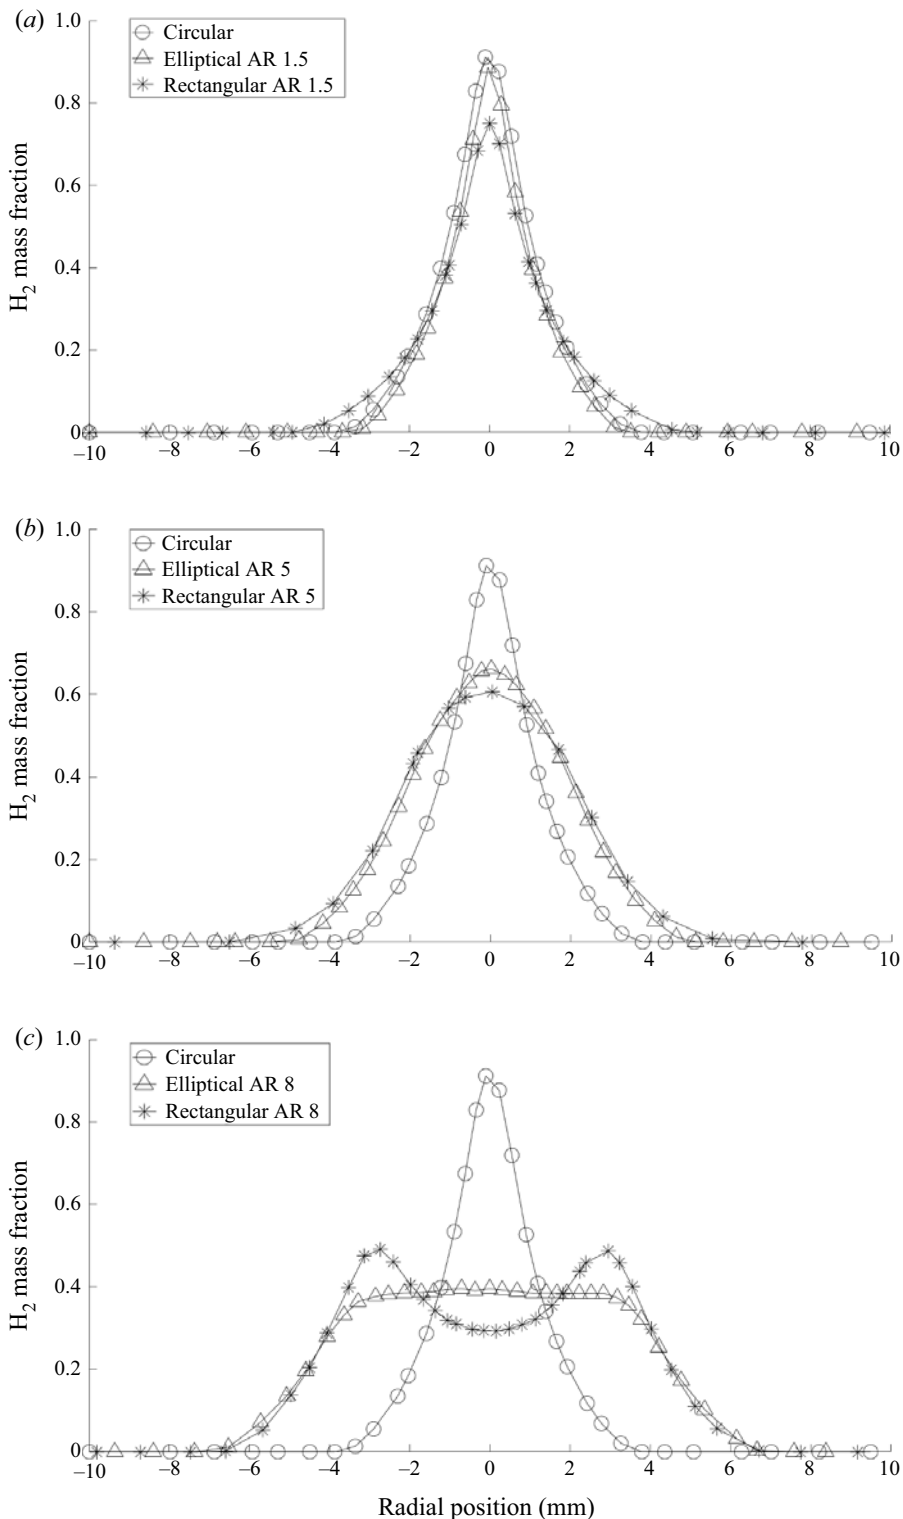 (a)
1.0
0.8
0.6
0.4
0.2
0
H2 mass fraction
Circular
Elliptical AR 1.5
Rectangular AR 1.5
–10 –8 –6 –4 –2 0 2 4 6 8 10
(b)
1.0
0.8
0.6
0.4
0.2
0
H2 mass fraction
Circular
Elliptical AR 5
Rectangular AR 5
–10 –8 –6 –4 –2 0 2 4 6 8 10
(c)
1.0
0.8
0.6
0.4
0.2
0
H2 mass fraction
Circular
Elliptical AR 8
Rectangular AR 8
–10 –8 –6 –4 –2 0 2 4 6 8 10
Radial position (mm)